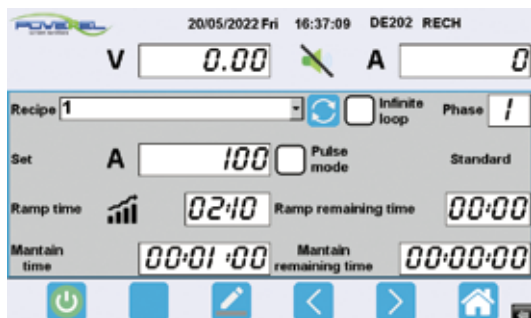 POVEREL
20/05/2022 Fri 16:37:09 DE202 RECH
V 0.00 A 0
Recipe 1 Infinite loop Phase 1
Set A 100 Pulse mode Standard
Ramp time 02:10 Ramp remaining time 00:00
Mantain time 00:01:00 Mantain remaining time 00:00:00